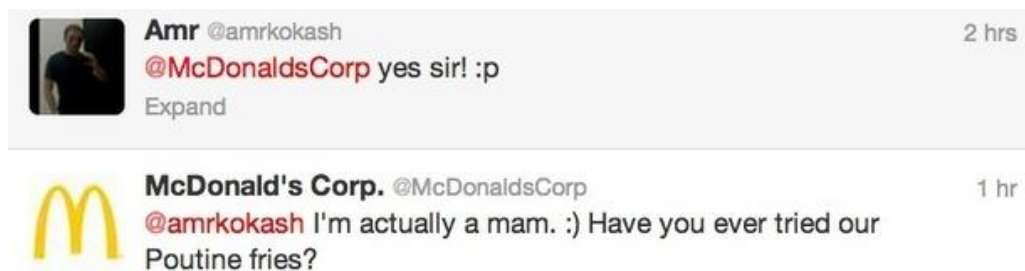 Amr @amrkokash 2 hrs
@McDonaldsCorp yes sir! :p
Expand
McDonald's Corp. @McDonaldsCorp 1 hr
@amrkokash I'm actually a mam. :) Have you ever tried our
Poutine fries?